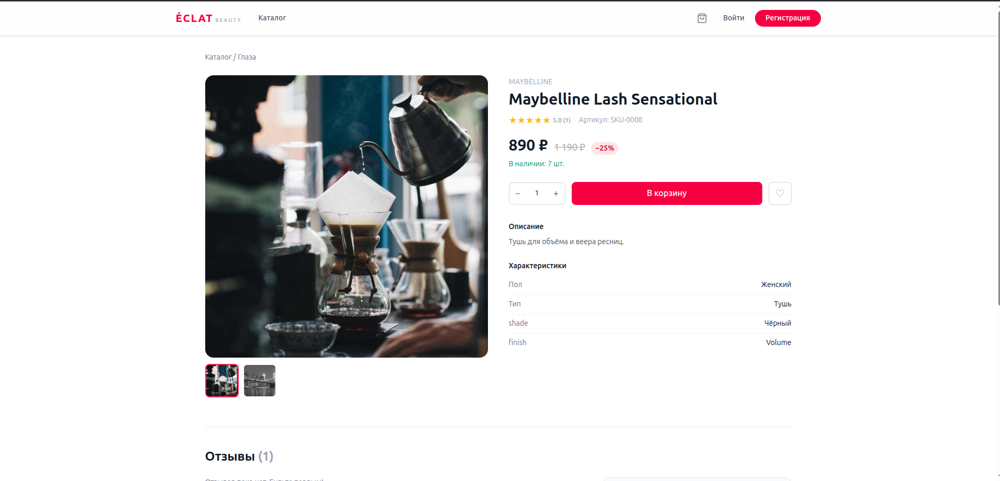 ÉCLAT BEAUTY Каталог Войти Регистрация
Каталог / Глаза
MAYBELLINE
Maybelline Lash Sensational
★★★★★ 5.0 (1) Артикул: SKU-0008
890 ₽ 1 190 ₽ −25%
В наличии: 7 шт.
− 1 + В корзину ♡
Описание
Тушь для объёма и веера ресниц.
Характеристики
Пол Женский
Тип Тушь
shade Чёрный
finish Volume
Отзывы (1)